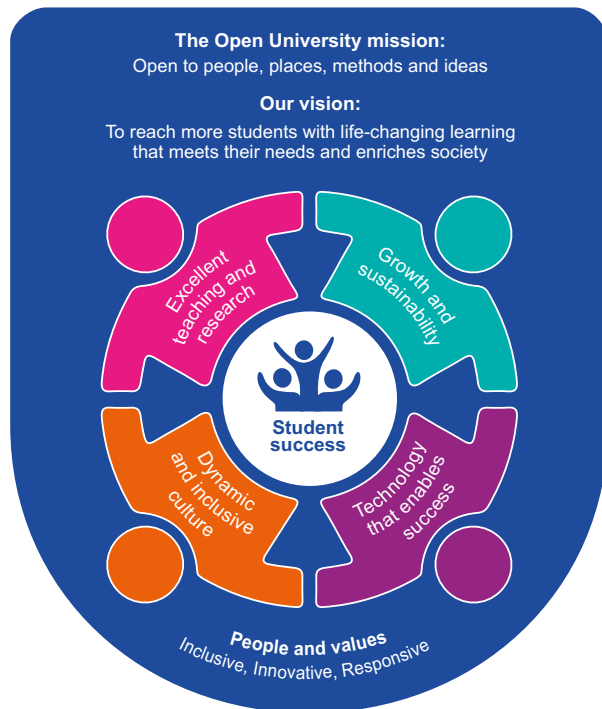 The Open University mission:
Open to people, places, methods and ideas
Our vision:
To reach more students with life-changing learning
that meets their needs and enriches society
Excellent
teaching and
research
Growth and
sustainability
Student
success
Dynamic
and inclusive
culture
Technology
that enables
success
People and values
Inclusive, Innovative, Responsive